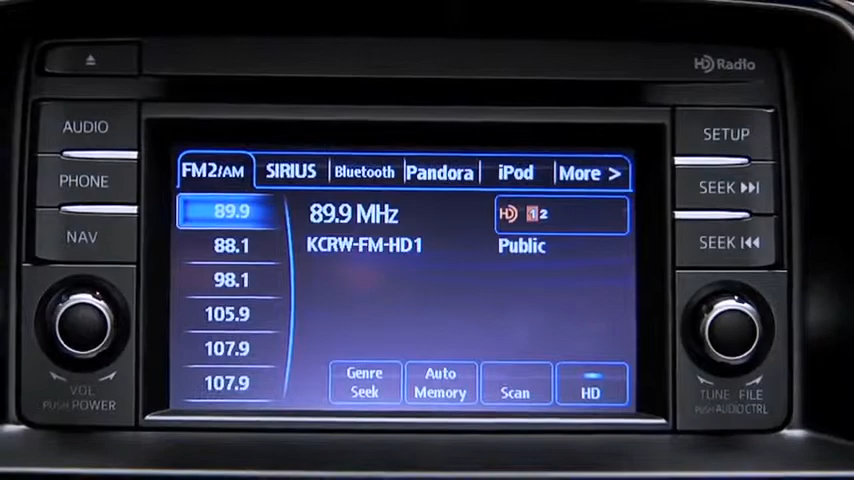 HD Radio
AUDIO
PHONE
NAV
VOL
PUSH POWER
FM2/AM SIRIUS Bluetooth Pandora iPod More >
89.9
88.1
98.1
105.9
107.9
107.9
89.9 MHz
HD 1 2
KCRW-FM-HD1
Public
Genre Seek
Auto Memory
Scan
HD
SETUP
SEEK
SEEK
TUNE FILE
PUSH AUDIO CTRL